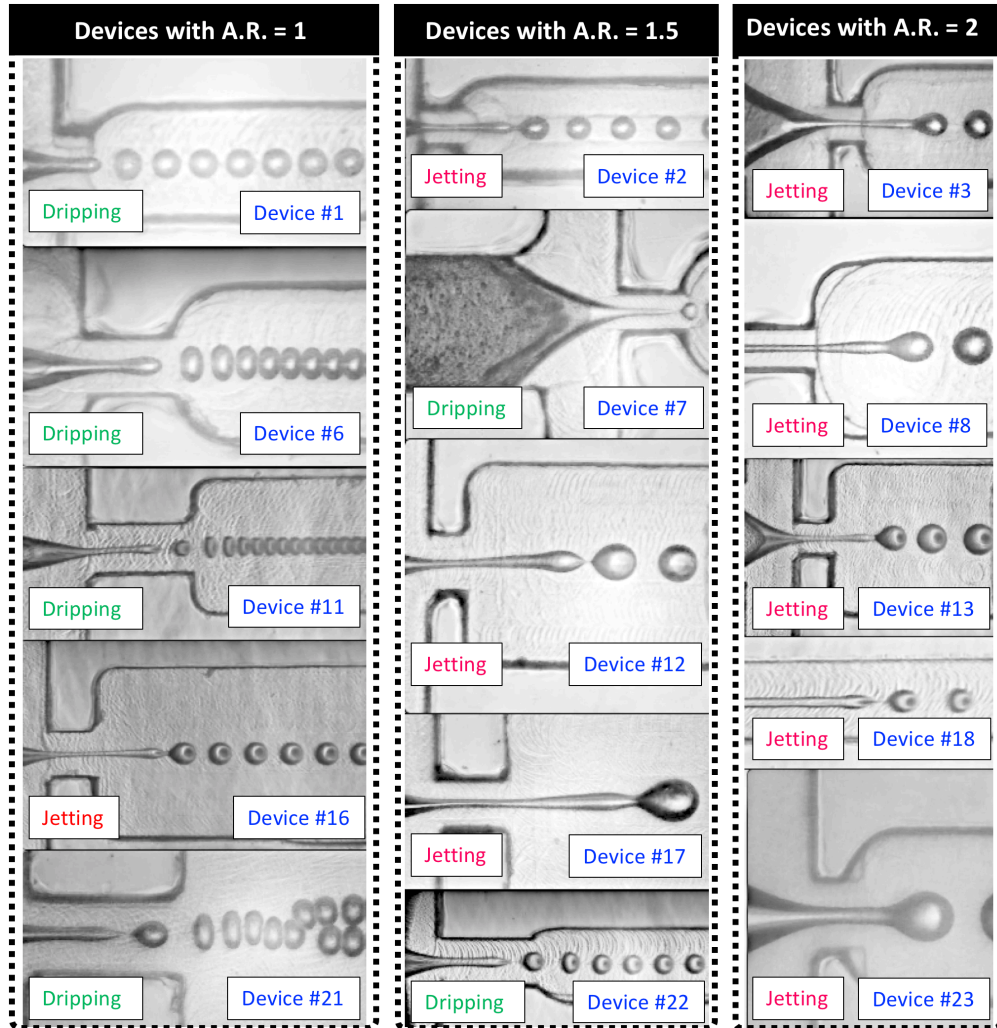 Devices with A.R. = 1
Dripping
Device #1
Dripping
Device #6
Dripping
Device #11
Jetting
Device #16
Dripping
Device #21
Devices with A.R. = 1.5
Jetting
Device #2
Dripping
Device #7
Jetting
Device #12
Jetting
Device #17
Dripping
Device #22
Devices with A.R. = 2
Jetting
Device #3
Jetting
Device #8
Jetting
Device #13
Jetting
Device #18
Jetting
Device #23